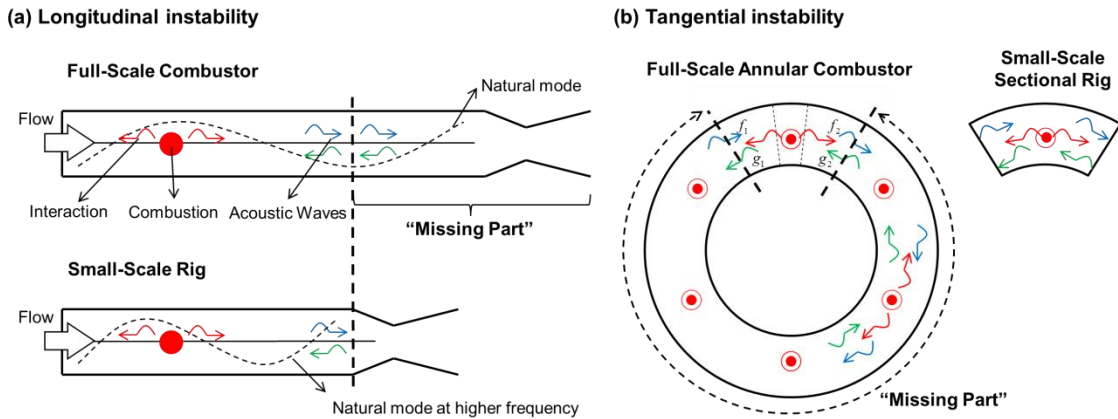 (a) Longitudinal instability
Full-Scale Combustor
Natural mode
Flow
Interaction
Combustion
Acoustic Waves
“Missing Part”
Small-Scale Rig
Flow
Natural mode at higher frequency
(b) Tangential instability
Full-Scale Annular Combustor
Small-Scale
Sectional Rig
f1
f2
g1
g2
“Missing Part”